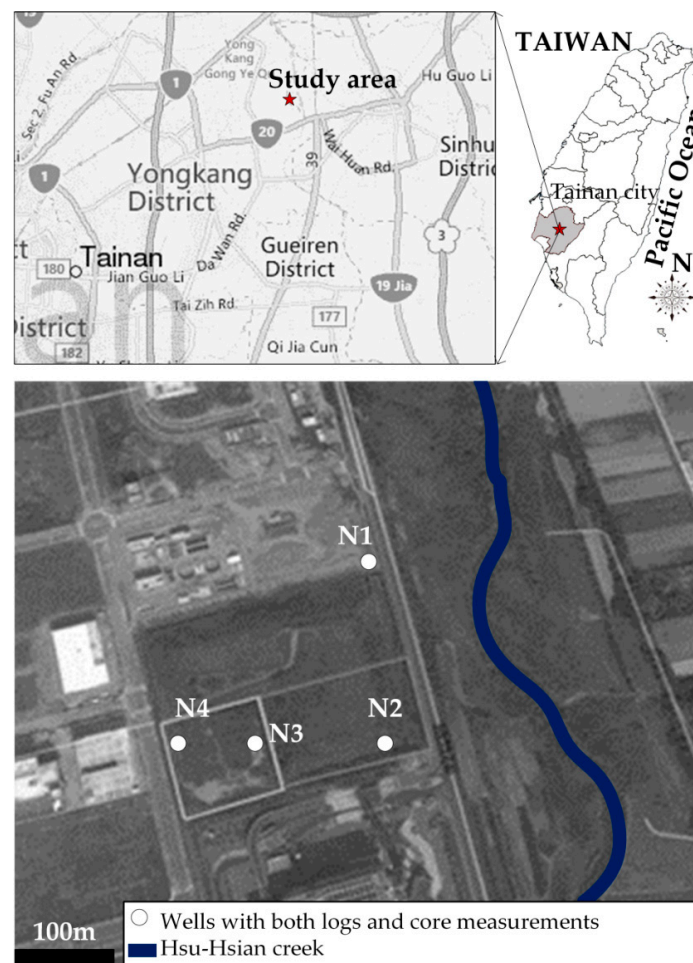 19
Sec 2, Fu An Rd.
1
Yong
Kang
Gong Ye Q
Study area
Hu Guo Li
TAIWAN
20
Yongkang
District
39
Wai Huan Rd.
Sinhu
District
1
Tainan
180
Jian Guo Li
Da Wan Rd.
Gueiren
District
3
Tai Zih Rd.
19 Jia
177
District
182
Qi Jia Cun
Tainan city
Pacific Ocean
N
N1
N4
N3
N2
100m
Wells with both logs and core measurements
Hsu-Hsian creek